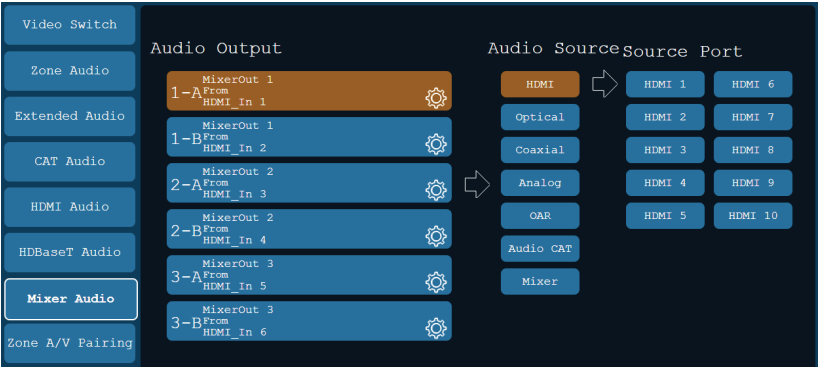 Video Switch
Zone Audio
Extended Audio
CAT Audio
HDMI Audio
HDBaseT Audio
Mixer Audio
Zone A/V Pairing
Audio Output
1-A
MixerOut 1
From
HDMI_In 1
1-B
MixerOut 1
From
HDMI_In 2
2-A
MixerOut 2
From
HDMI_In 3
2-B
MixerOut 2
From
HDMI_In 4
3-A
MixerOut 3
From
HDMI_In 5
3-B
MixerOut 3
From
HDMI_In 6
Audio Source
HDMI
Optical
Coaxial
Analog
OAR
Audio CAT
Mixer
Source Port
HDMI 1
HDMI 2
HDMI 3
HDMI 4
HDMI 5
HDMI 6
HDMI 7
HDMI 8
HDMI 9
HDMI 10